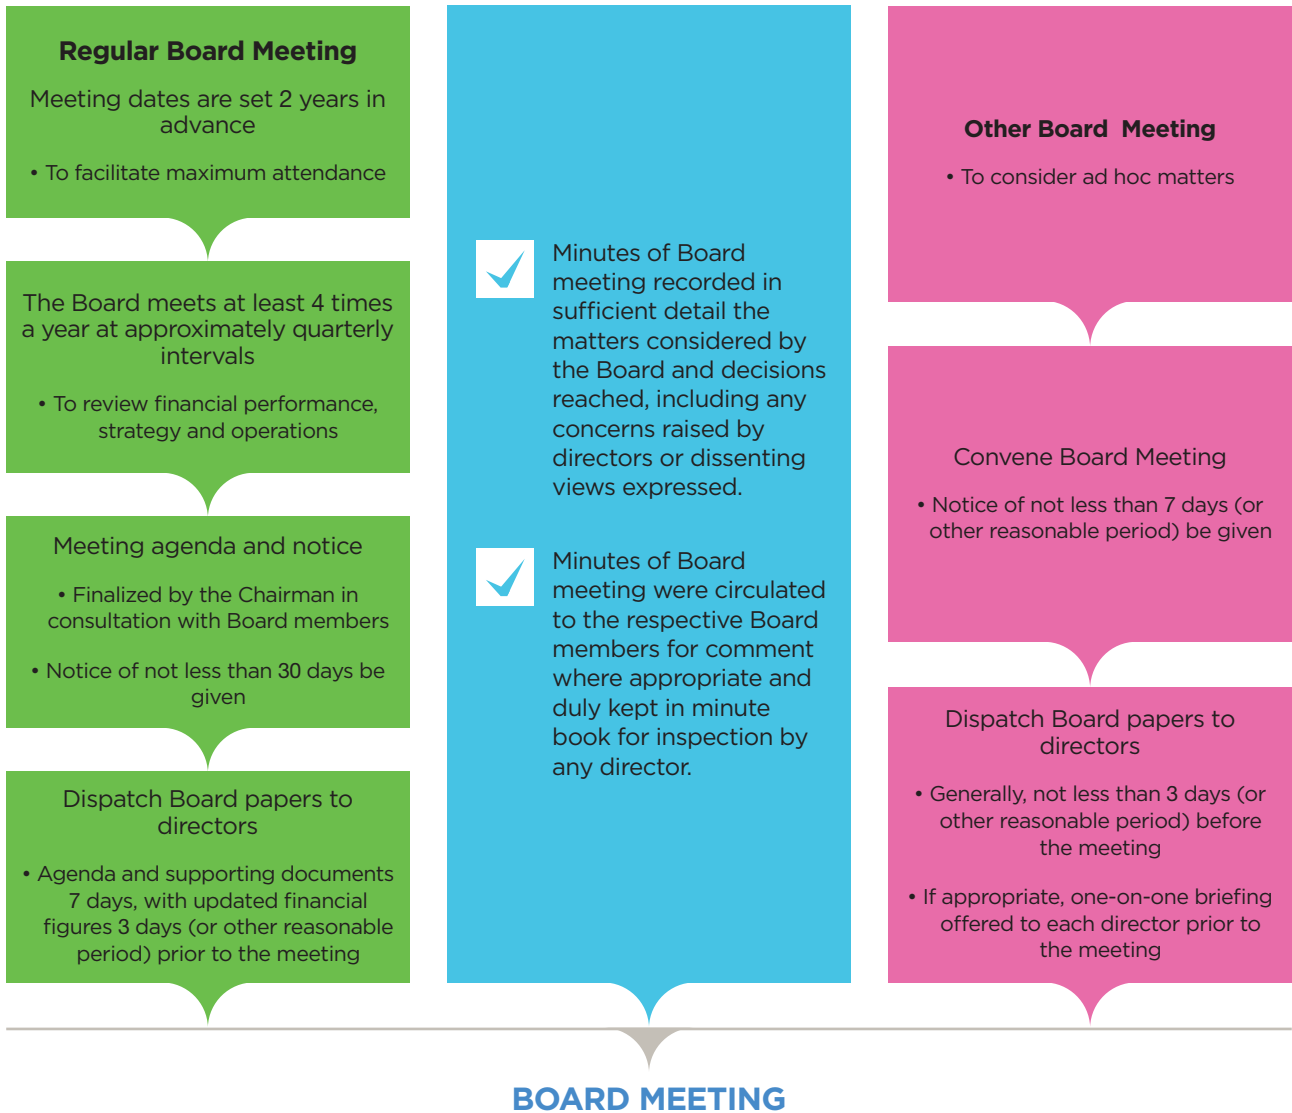 Regular Board Meeting
Meeting dates are set 2 years in
advance
• To facilitate maximum attendance
The Board meets at least 4 times
a year at approximately quarterly
intervals
• To review financial performance,
strategy and operations
Meeting agenda and notice
• Finalized by the Chairman in
consultation with Board members
• Notice of not less than 30 days be
given
Dispatch Board papers to
directors
• Agenda and supporting documents
7 days, with updated financial
figures 3 days (or other reasonable
period) prior to the meeting
Minutes of Board
meeting recorded in
sufficient detail the
matters considered by
the Board and decisions
reached, including any
concerns raised by
directors or dissenting
views expressed.
Minutes of Board
meeting were circulated
to the respective Board
members for comment
where appropriate and
duly kept in minute
book for inspection by
any director.
Other Board Meeting
• To consider ad hoc matters
Convene Board Meeting
• Notice of not less than 7 days (or
other reasonable period) be given
Dispatch Board papers to
directors
• Generally, not less than 3 days (or
other reasonable period) before
the meeting
• If appropriate, one-on-one briefing
offered to each director prior to
the meeting
BOARD MEETING